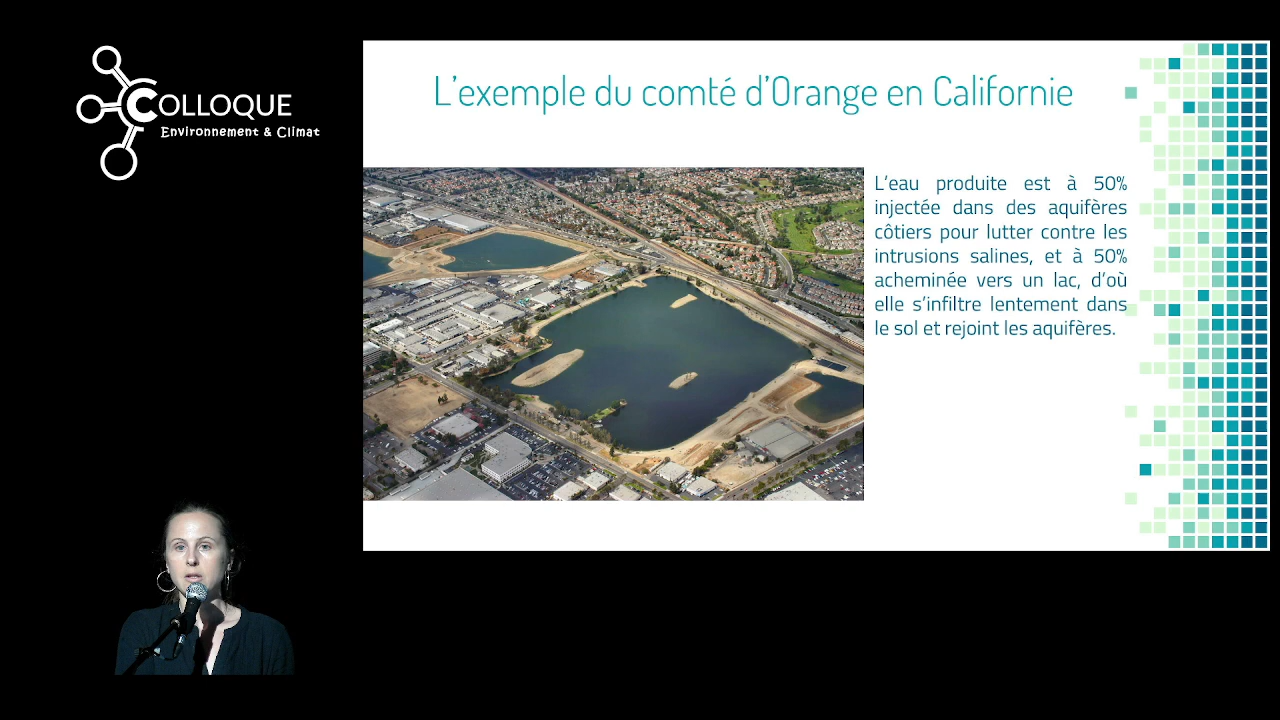 COLLOQUE
Environnement & Climat
L'exemple du comté d'Orange en Californie
L'eau produite est à 50%
injectée dans des aquifères
côtiers pour lutter contre les
intrusions salines, et à 50%
acheminée vers un lac, d'où
elle s'infiltre lentement dans
le sol et rejoint les aquifères.